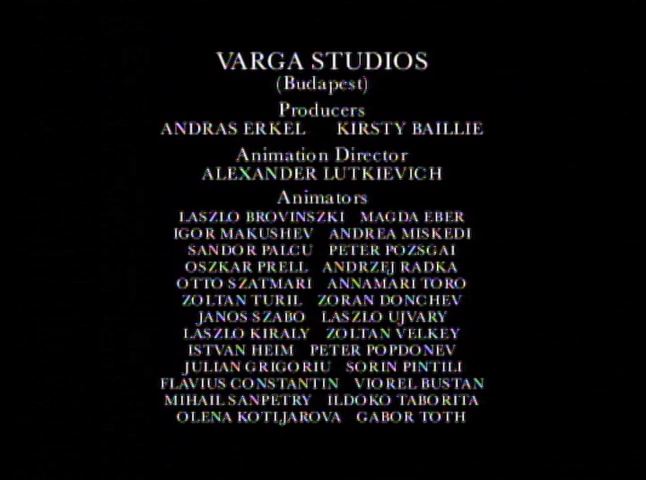 VARGA STUDIOS
(Budapest)
Producers
ANDRAS ERKEL KIRSTY BAILLIE
Animation Director
ALEXANDER LUTKIEVICH
Animators
LASZLO BROVINSZKI MAGDA EBER
IGOR MAKUSHEV ANDREA MISKEDI
SANDOR PALCU PETER POZSGAI
OSZKAR PRELL ANDRZEJ RADKA
OTTO SZATMARI ANNAMARI TORO
ZOLTAN TURIL ZORAN DONCHEV
JANOS SZABO LASZLO UJVARY
LASZLO KIRALY ZOLTAN VELKEY
ISTVAN HEIM PETER POPDONEV
JULIAN GRIGORIU SORIN PINTILI
FLAVIUS CONSTANTIN VIOREL BUSTAN
MIHAIL SANPETRY ILDOKO TABORITA
OLENA KOTLJAROVA GABOR TOTH